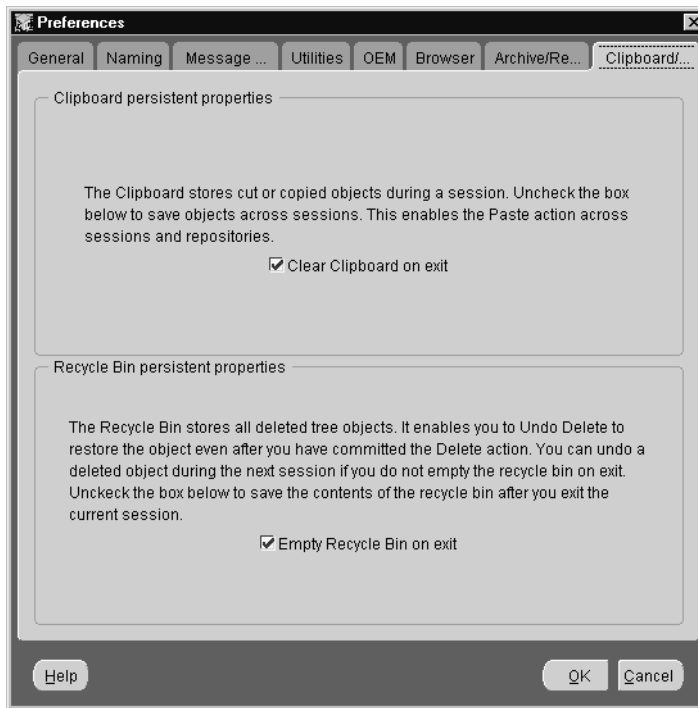 Preferences
General Naming Message ... Utilities OEM Browser Archive/Re... Clipboard/...
Clipboard persistent properties
The Clipboard stores cut or copied objects during a session. Uncheck the box
below to save objects across sessions. This enables the Paste action across
sessions and repositories.
Clear Clipboard on exit
Recycle Bin persistent properties
The Recycle Bin stores all deleted tree objects. It enables you to Undo Delete to
restore the object even after you have committed the Delete action. You can undo a
deleted object during the next session if you do not empty the recycle bin on exit.
Unckeck the box below to save the contents of the recycle bin after you exit the
current session.
Empty Recycle Bin on exit
Help OK Cancel